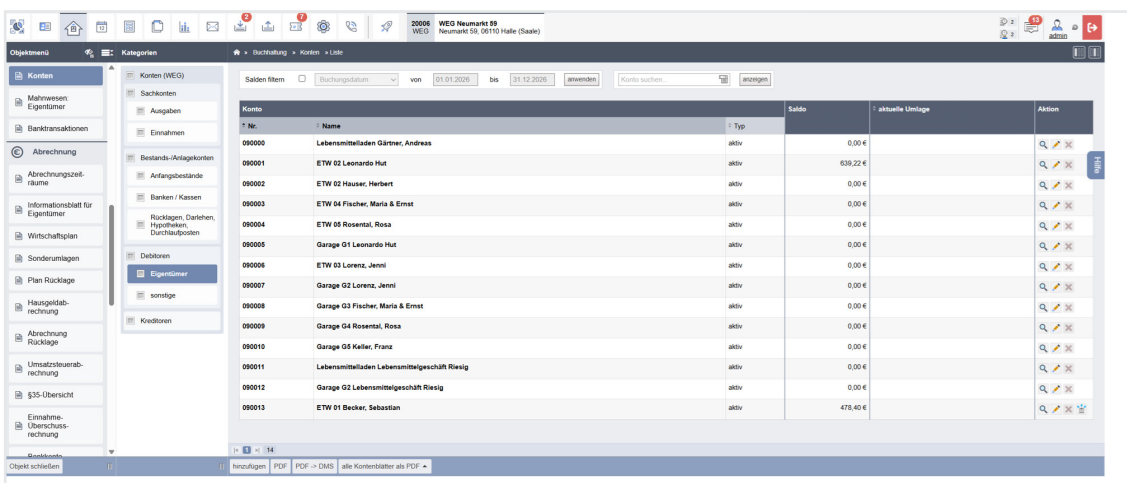 2
7
20006 WEG Neumarkt 59
WEG Neumarkt 59, 06110 Halle (Saale)
2
2
13
admin
Objektmenü
Kategorien
Buchhaltung » Konten » Liste
Konten
Mahnwesen:
Eigentümer
Banktransaktionen
Abrechnung
Abrechnungszeit-
räume
Informationsblatt für
Eigentümer
Wirtschaftsplan
Sonderumlagen
Plan Rücklage
Hausgeldab-
rechnung
Abrechnung
Rücklage
Umsatzsteuerab-
rechnung
§35-Übersicht
Einnahme-
Überschuss-
rechnung
Bankkonto
Konten (WEG)
Sachkonten
Ausgaben
Einnahmen
Bestands-/Anlagekonten
Anfangsbestände
Banken / Kassen
Rücklagen, Darlehen,
Hypotheken,
Durchlaufposten
Debitoren
Eigentümer
sonstige
Kreditoren
Salden filtern Buchungsdatum von 01.01.2026 bis 31.12.2026 anwenden Konto suchen... anzeigen
Konto Saldo aktuelle Umlage Aktion
Nr. Name Typ
090000 Lebensmittelladen Gärtner, Andreas aktiv 0,00 €
090001 ETW 02 Leonardo Hut aktiv 639,22 €
090002 ETW 02 Hauser, Herbert aktiv 0,00 €
090003 ETW 04 Fischer, Maria & Ernst aktiv 0,00 €
090004 ETW 05 Rosental, Rosa aktiv 0,00 €
090005 Garage G1 Leonardo Hut aktiv 0,00 €
090006 ETW 03 Lorenz, Jenni aktiv 0,00 €
090007 Garage G2 Lorenz, Jenni aktiv 0,00 €
090008 Garage G3 Fischer, Maria & Ernst aktiv 0,00 €
090009 Garage G4 Rosental, Rosa aktiv 0,00 €
090010 Garage G5 Keller, Franz aktiv 0,00 €
090011 Lebensmittelladen Lebensmittelgeschäft Riesig aktiv 0,00 €
090012 Garage G2 Lebensmittelgeschäft Riesig aktiv 0,00 €
090013 ETW 01 Becker, Sebastian aktiv 478,40 €
Hilfe
1 14
Objekt schließen
hinzufügen PDF PDF -> DMS alle Kontenblätter als PDF